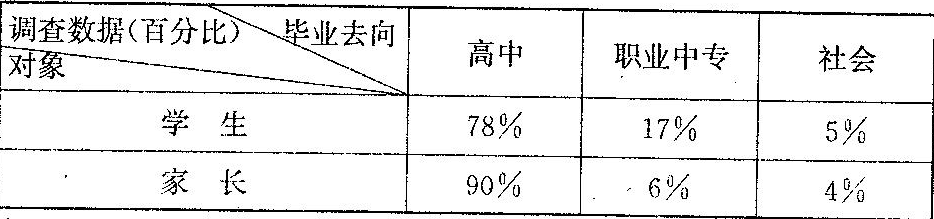 调查数据(百分比) 毕业去向 高中 职业中专 社会
对象
学 生 78% 17% 5%
家 长 90% 6% 4%